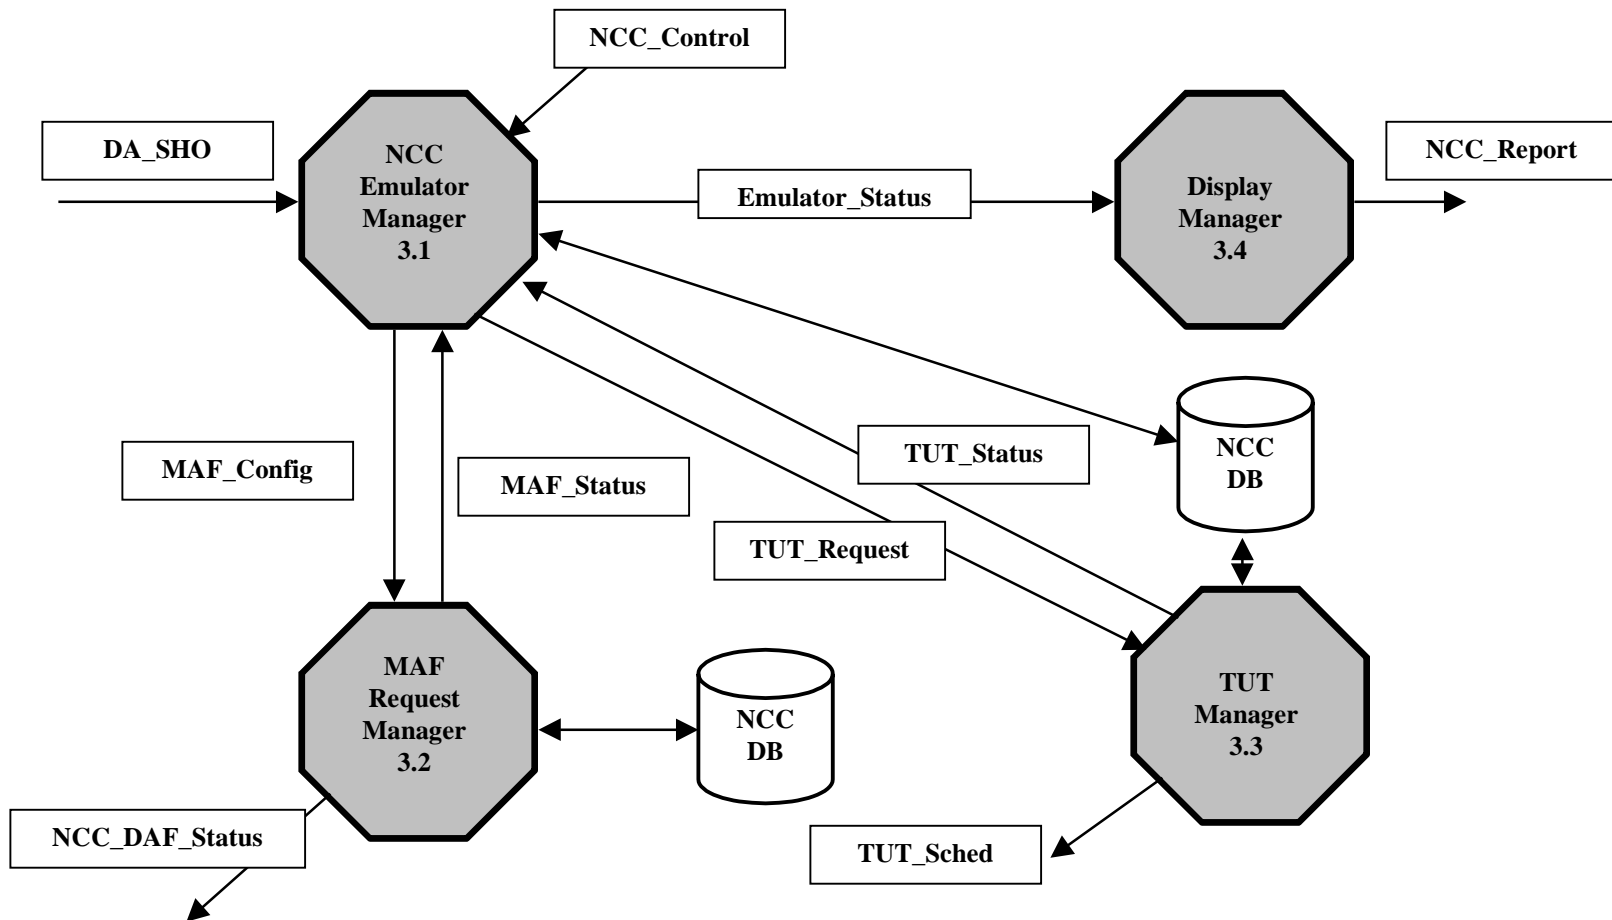 NCC_Control
DA_SHO
NCC
Emulator
Manager
3.1
Emulator_Status
Display
Manager
3.4
NCC_Report
MAF_Config
MAF_Status
TUT_Status
TUT_Request
NCC
DB
MAF
Request
Manager
3.2
NCC
DB
TUT
Manager
3.3
NCC_DAF_Status
TUT_Sched